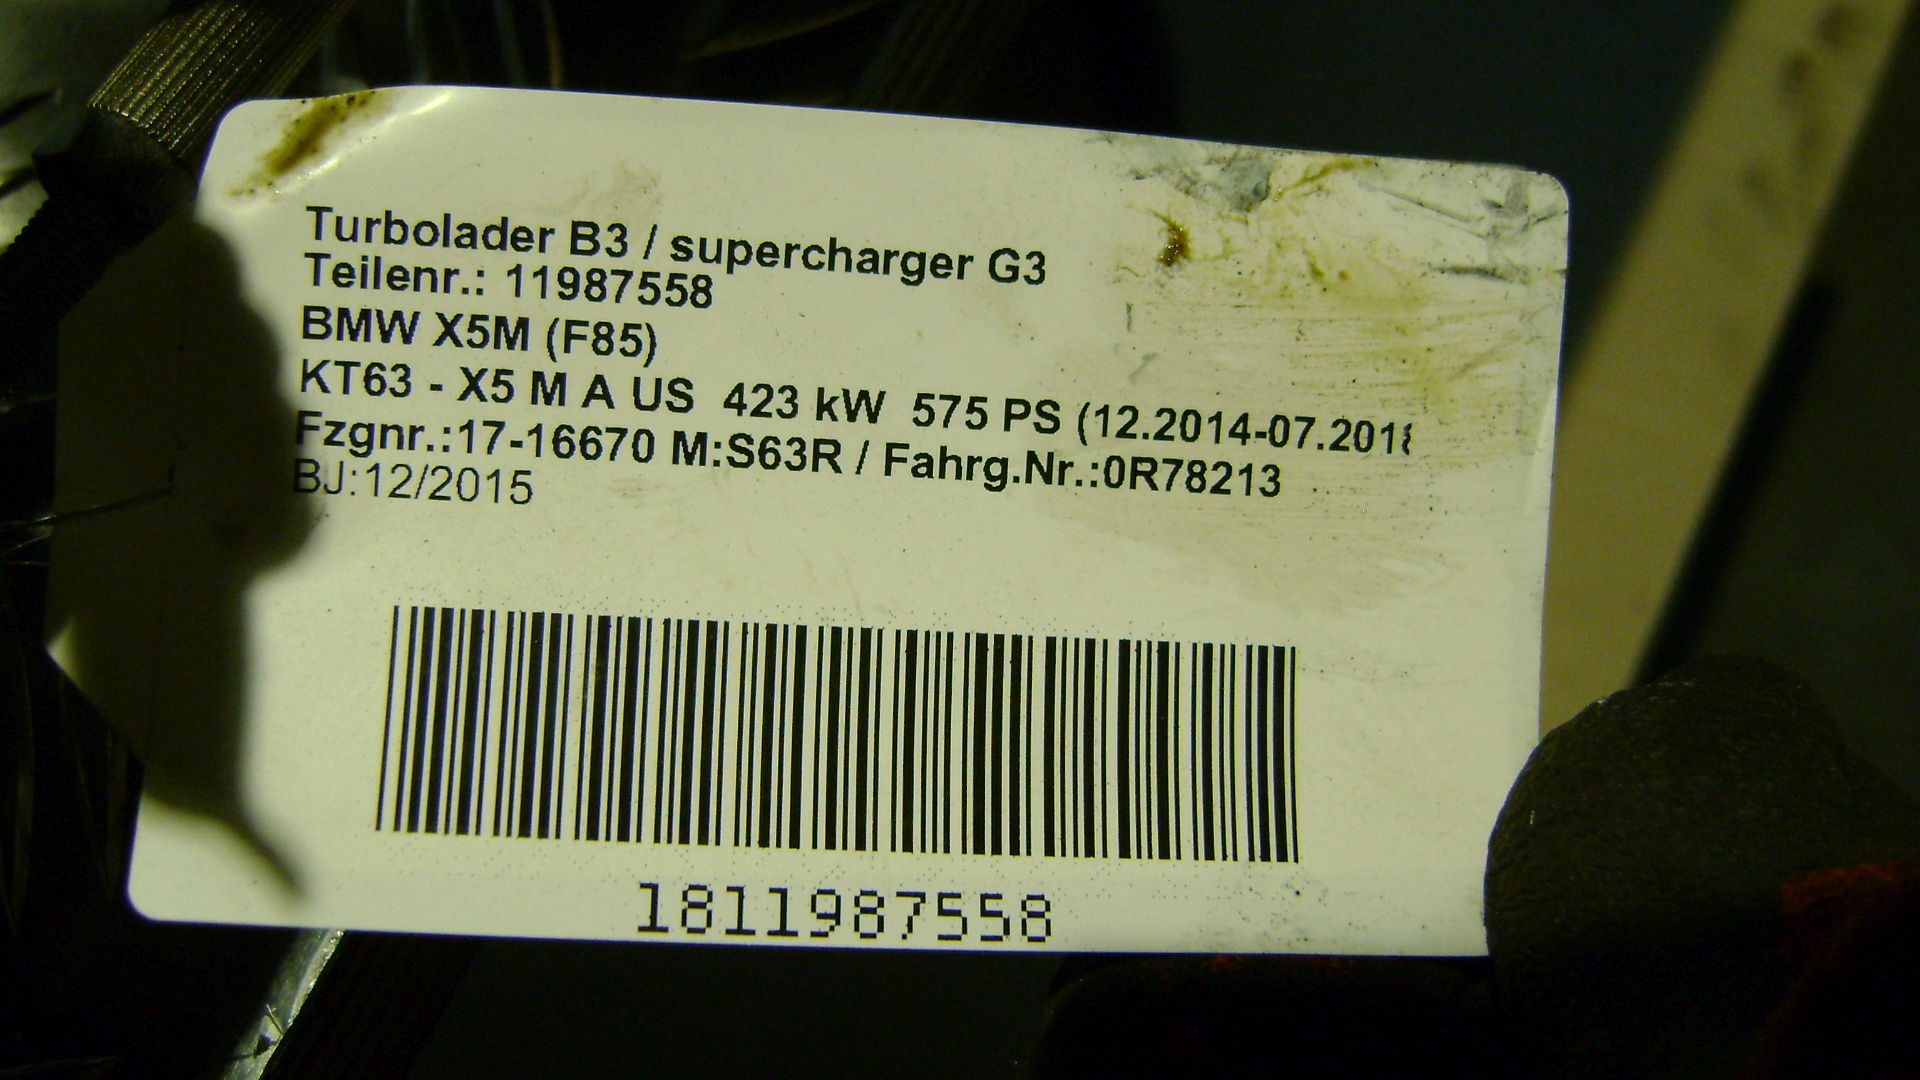 Turbolader B3 / supercharger G3
Teilenr.: 11987558
BMW X5M (F85)
KT63 - X5 M A US 423 kW 575 PS (12.2014-07.2018
Fzgnr.:17-16670 M:S63R / Fahrg.Nr.:0R78213
BJ:12/2015
1811987558